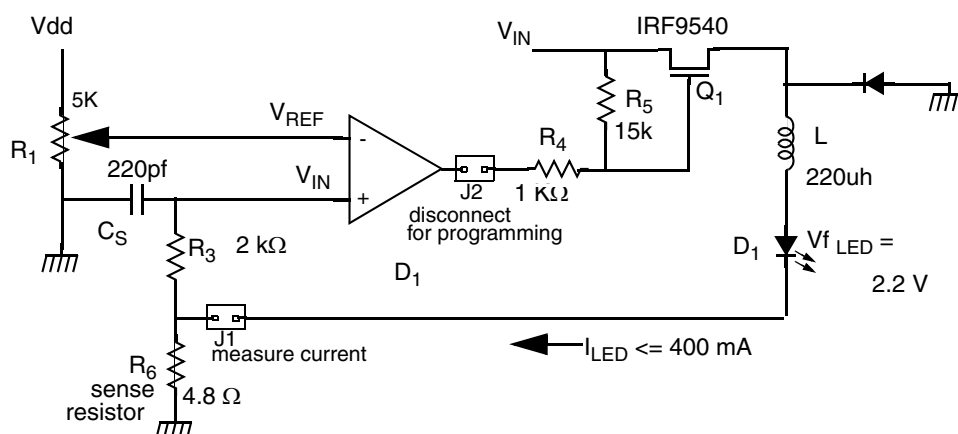 Vdd
5K
R1
VREF
220pf
VIN
CS
R3
2 kΩ
-
+
J2
disconnect
for programming
D1
R4
1 KΩ
VIN
R5
15k
IRF9540
Q1
L
220uh
D1
Vf LED =
2.2 V
J1
measure current
ILED <= 400 mA
R6
sense
resistor
4.8 Ω